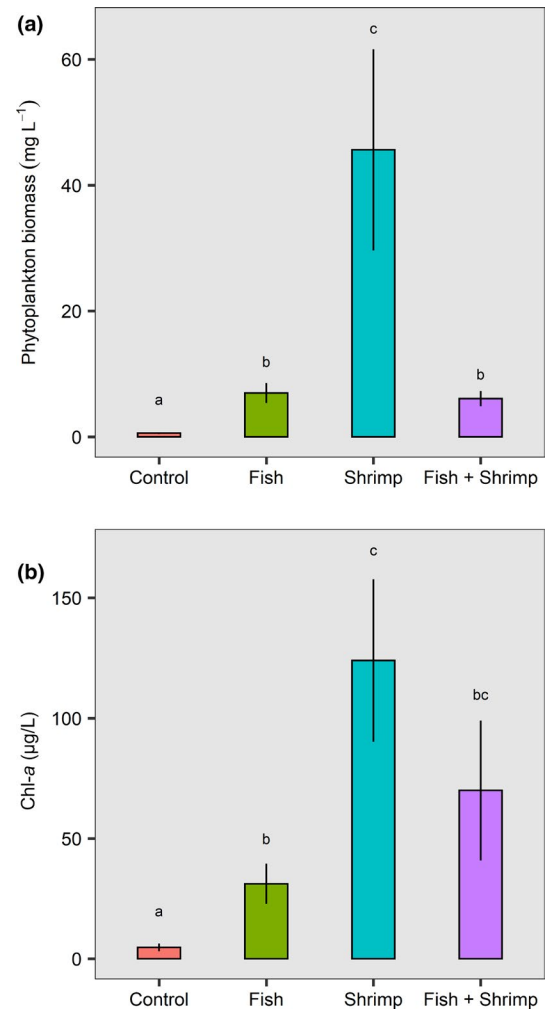 (a)
Phytoplankton biomass (mg L⁻¹)
60
40
20
0
a
b
c
b
Control Fish Shrimp Fish + Shrimp
(b)
Chl-a (µg/L)
150
100
50
0
a
b
c
bc
Control Fish Shrimp Fish + Shrimp